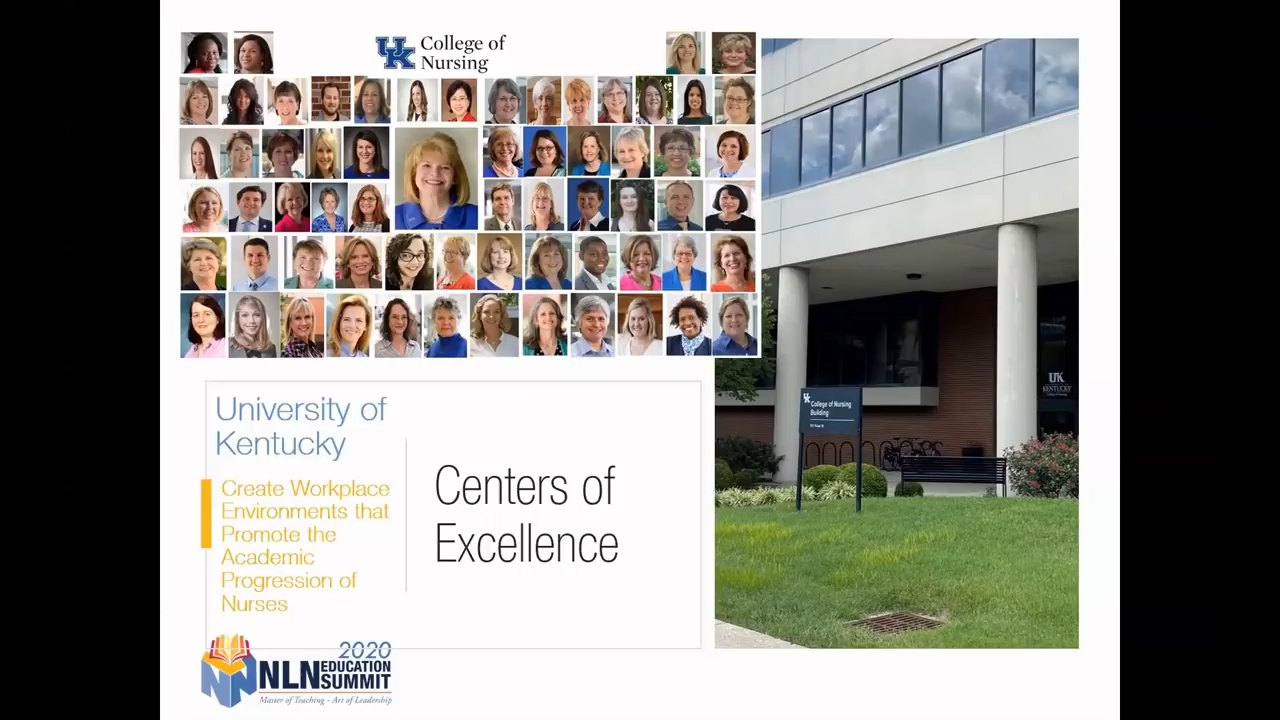 UK College of
Nursing
University of
Kentucky
Create Workplace
Environments that
Promote the
Academic
Progression of
Nurses
Centers of
Excellence
UK
College of Nursing
Building
UK
KENTUCKY
2020
NLN EDUCATION
SUMMIT
Master of Teaching - Art of Leadership